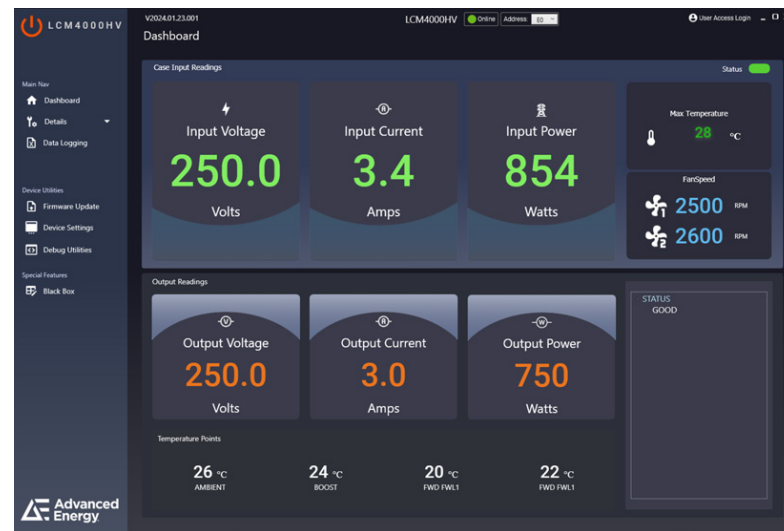 LCM4000HV
V2024.01.23.001
LCM4000HV Online Address: B0
User Access Login
Dashboard
Main Nav
Dashboard
Details
Data Logging
Device Utilities
Firmware Update
Device Settings
Debug Utilities
Special Features
Black Box
Advanced
Energy
Case Input Readings
Status
Input Voltage
250.0
Volts
Input Current
3.4
Amps
Input Power
854
Watts
Max Temperature
28 °C
FanSpeed
1 2500 RPM
2 2600 RPM
Output Readings
V
Output Voltage
250.0
Volts
A
Output Current
3.0
Amps
W
Output Power
750
Watts
STATUS
GOOD
Temperature Points
26 °C
AMBIENT
24 °C
BOOST
20 °C
FWD FWL1
22 °C
FWD FWL1